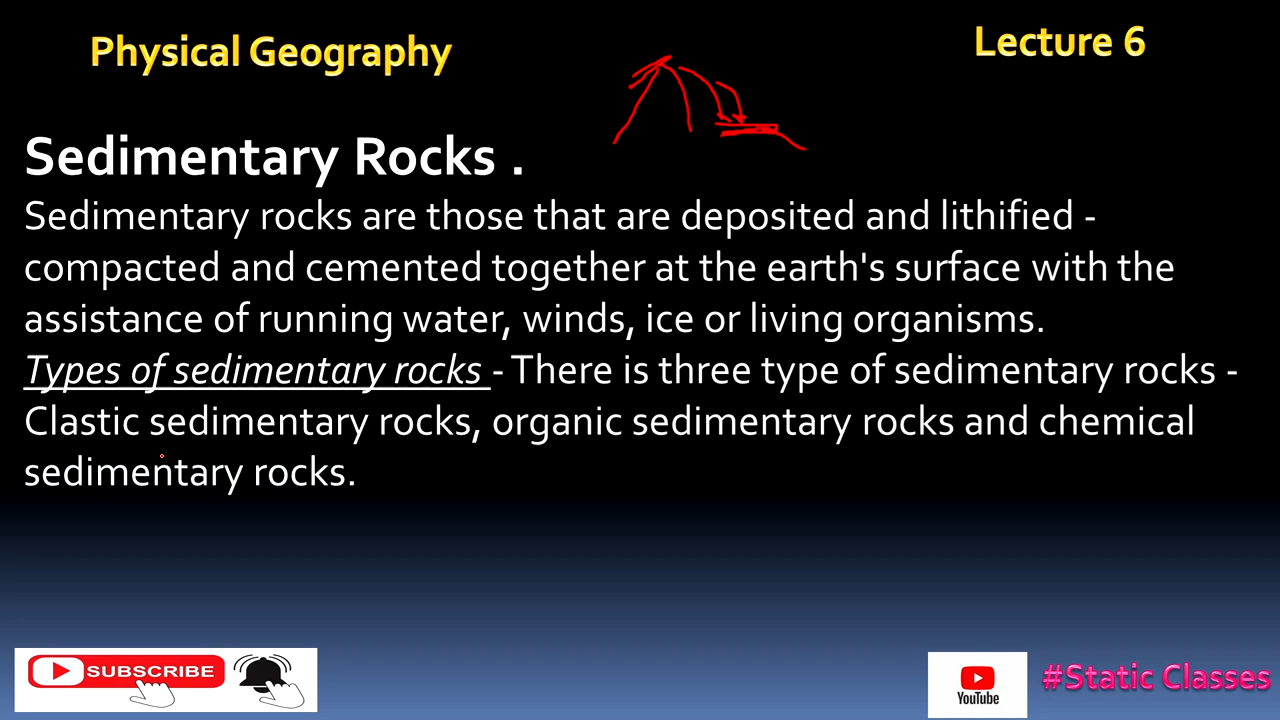 Physical Geography
Lecture 6
Sedimentary Rocks .
Sedimentary rocks are those that are deposited and lithified -
compacted and cemented together at the earth's surface with the
assistance of running water, winds, ice or living organisms.
Types of sedimentary rocks - There is three type of sedimentary rocks -
Clastic sedimentary rocks, organic sedimentary rocks and chemical
sedimentary rocks.
SUBSCRIBE
YouTube
#Static Classes